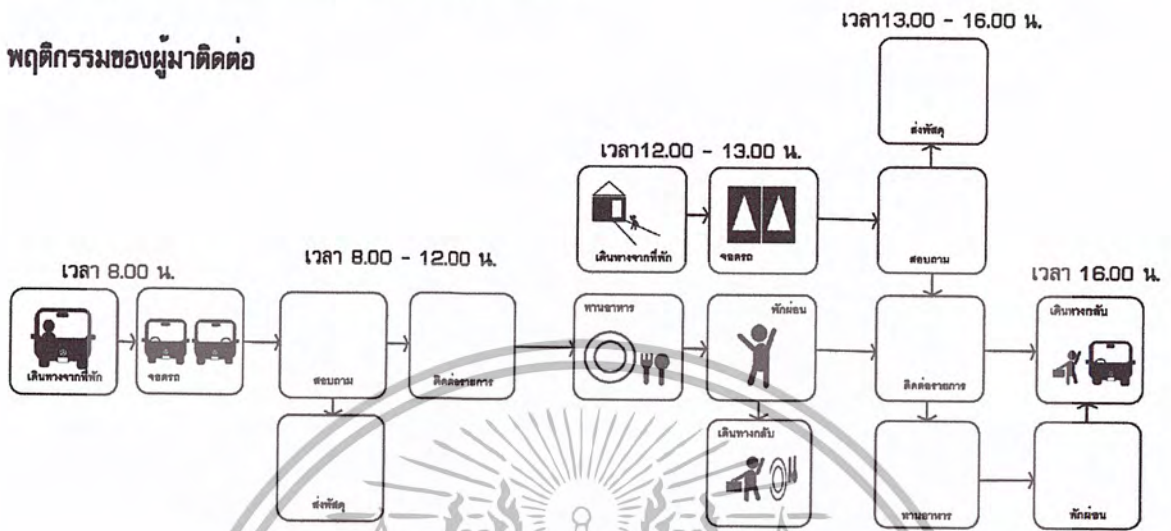 พฤติกรรมของผู้มาติดต่อ
เวลา13.00 - 16.00 น.
ส่งพัสดุ
เวลา12.00 - 13.00 น.
เดินทางจากที่พัก
จอดรถ
สอบถาม
เวลา 8.00 น.
เวลา 8.00 - 12.00 น.
เวลา 16.00 น.
เดินทางจากที่พัก
จอดรถ
สอบถาม
ติดต่อรายการ
ทานอาหาร
พักผ่อน
ติดต่อรายการ
เดินทางกลับ
ส่งพัสดุ
เดินทางกลับ
ทานอาหาร
พักผ่อน